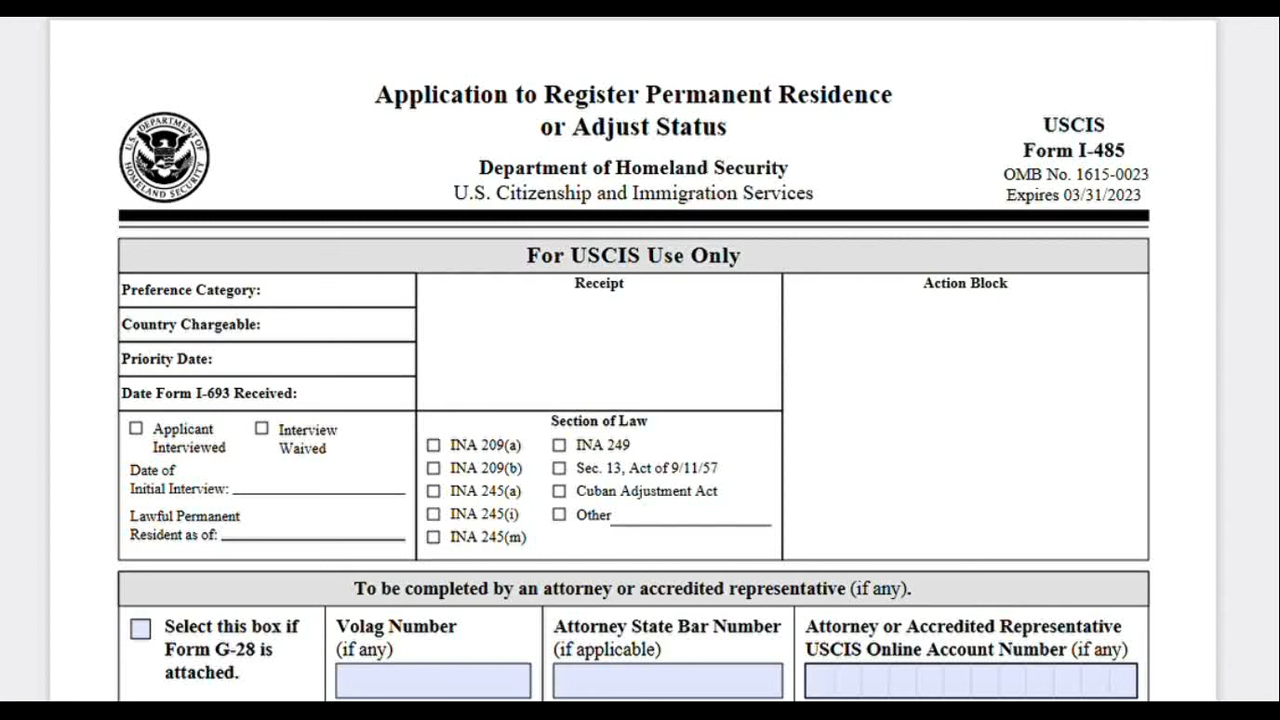 Application to Register Permanent Residence
or Adjust Status
Department of Homeland Security
U.S. Citizenship and Immigration Services
U.S. DEPARTMENT OF
HOMELAND SECURITY
USCIS
Form I-485
OMB No. 1615-0023
Expires 03/31/2023
For USCIS Use Only
Preference Category:
Country Chargeable:
Priority Date:
Date Form I-693 Received:
Applicant
Interviewed
Interview
Waived
Date of
Initial Interview:
Lawful Permanent
Resident as of:
Receipt
Section of Law
INA 209(a)
INA 209(b)
INA 245(a)
INA 245(i)
INA 245(m)
INA 249
Sec. 13, Act of 9/11/57
Cuban Adjustment Act
Other
Action Block
To be completed by an attorney or accredited representative (if any).
Select this box if
Form G-28 is
attached.
Volag Number
(if any)
Attorney State Bar Number
(if applicable)
Attorney or Accredited Representative
USCIS Online Account Number (if any)